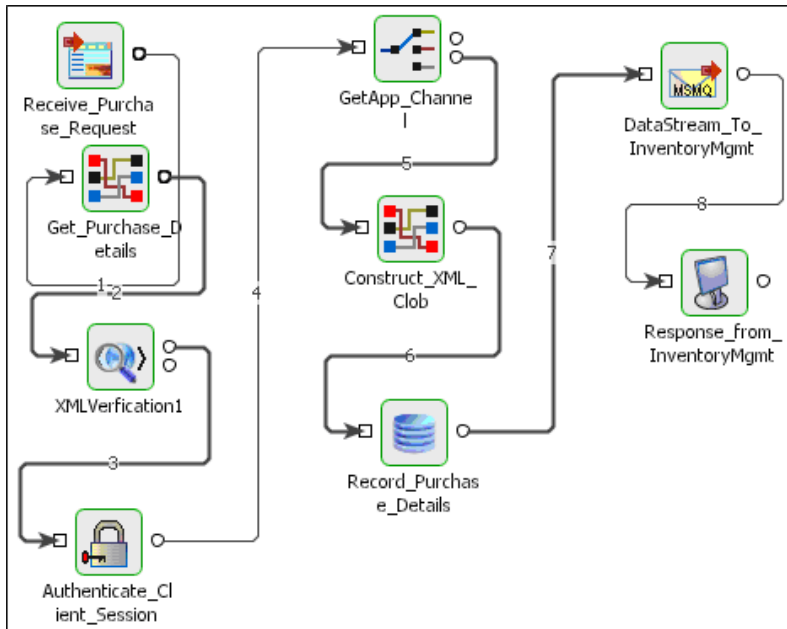 Receive_Purcha
se_Request
Get_Purchase_D
etails
1
2
XMLVerfication1
3
Authenticate_Cl
ient_Session
4
GetApp_Channe
l
5
Construct_XML_
Clob
6
Record_Purchas
e_Details
7
MSMQ
DataStream_To_
InventoryMgmt
8
Response_from_
InventoryMgmt